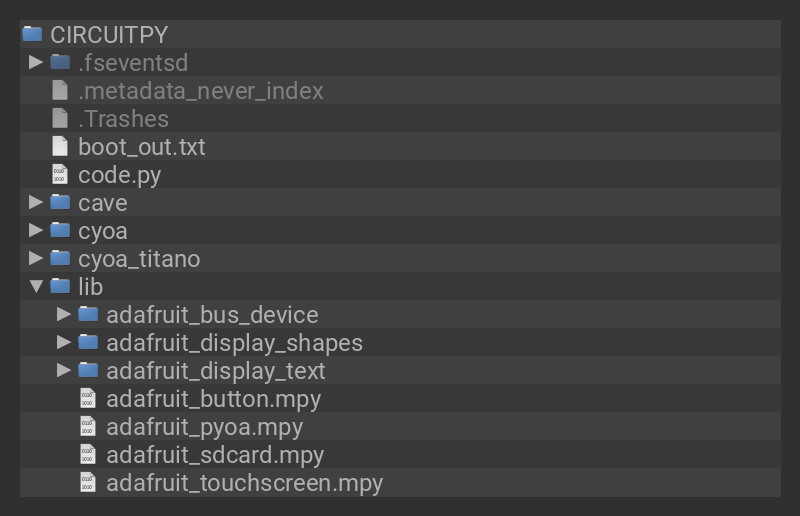 CIRCUITPY
.fseventsd
.metadata_never_index
.Trashes
boot_out.txt
code.py
cave
cyoa
cyoa_titano
lib
adafruit_bus_device
adafruit_display_shapes
adafruit_display_text
adafruit_button.mpy
adafruit_pyoa.mpy
adafruit_sdcard.mpy
adafruit_touchscreen.mpy